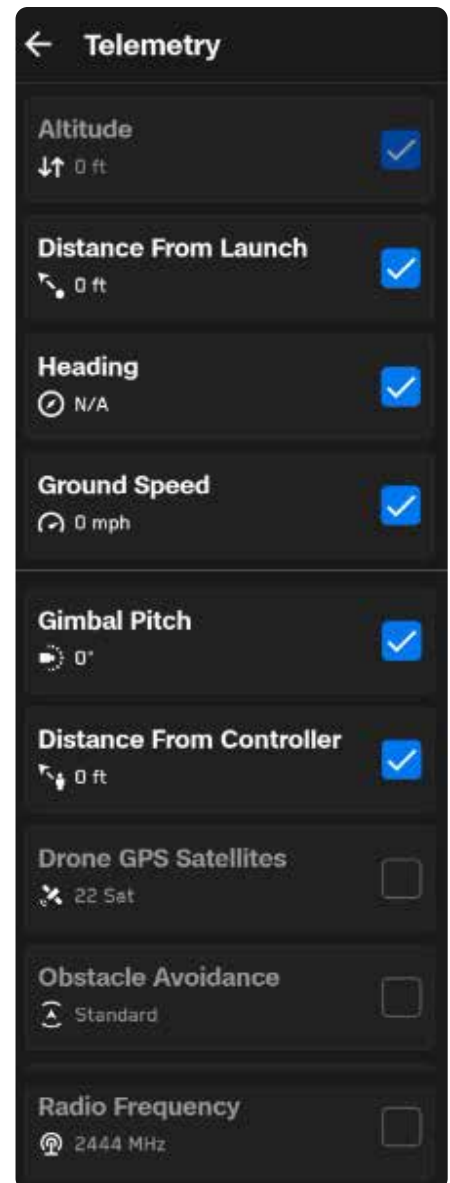 Telemetry
Altitude
0 ft
Distance From Launch
0 ft
Heading
N/A
Ground Speed
0 mph
Gimbal Pitch
0°
Distance From Controller
0 ft
Drone GPS Satellites
22 Sat
Obstacle Avoidance
Standard
Radio Frequency
2444 MHz